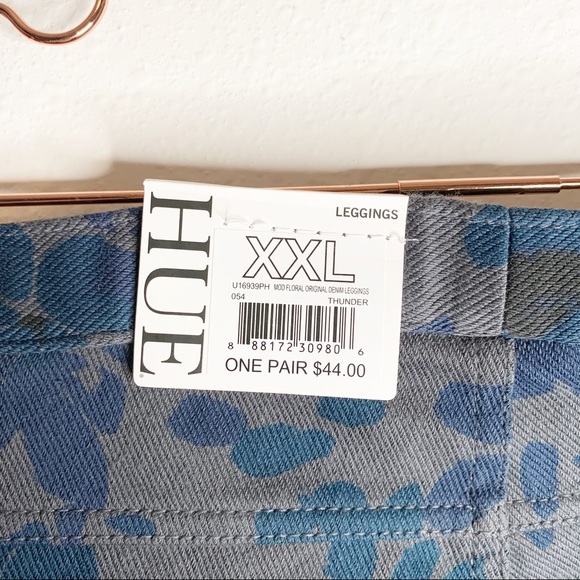 HUE
LEGGINGS
XXL
U16939PH MOD FLORAL ORIGINAL DENIM LEGGINGS
054 THUNDER
8 88172 30980 6
ONE PAIR $44.00